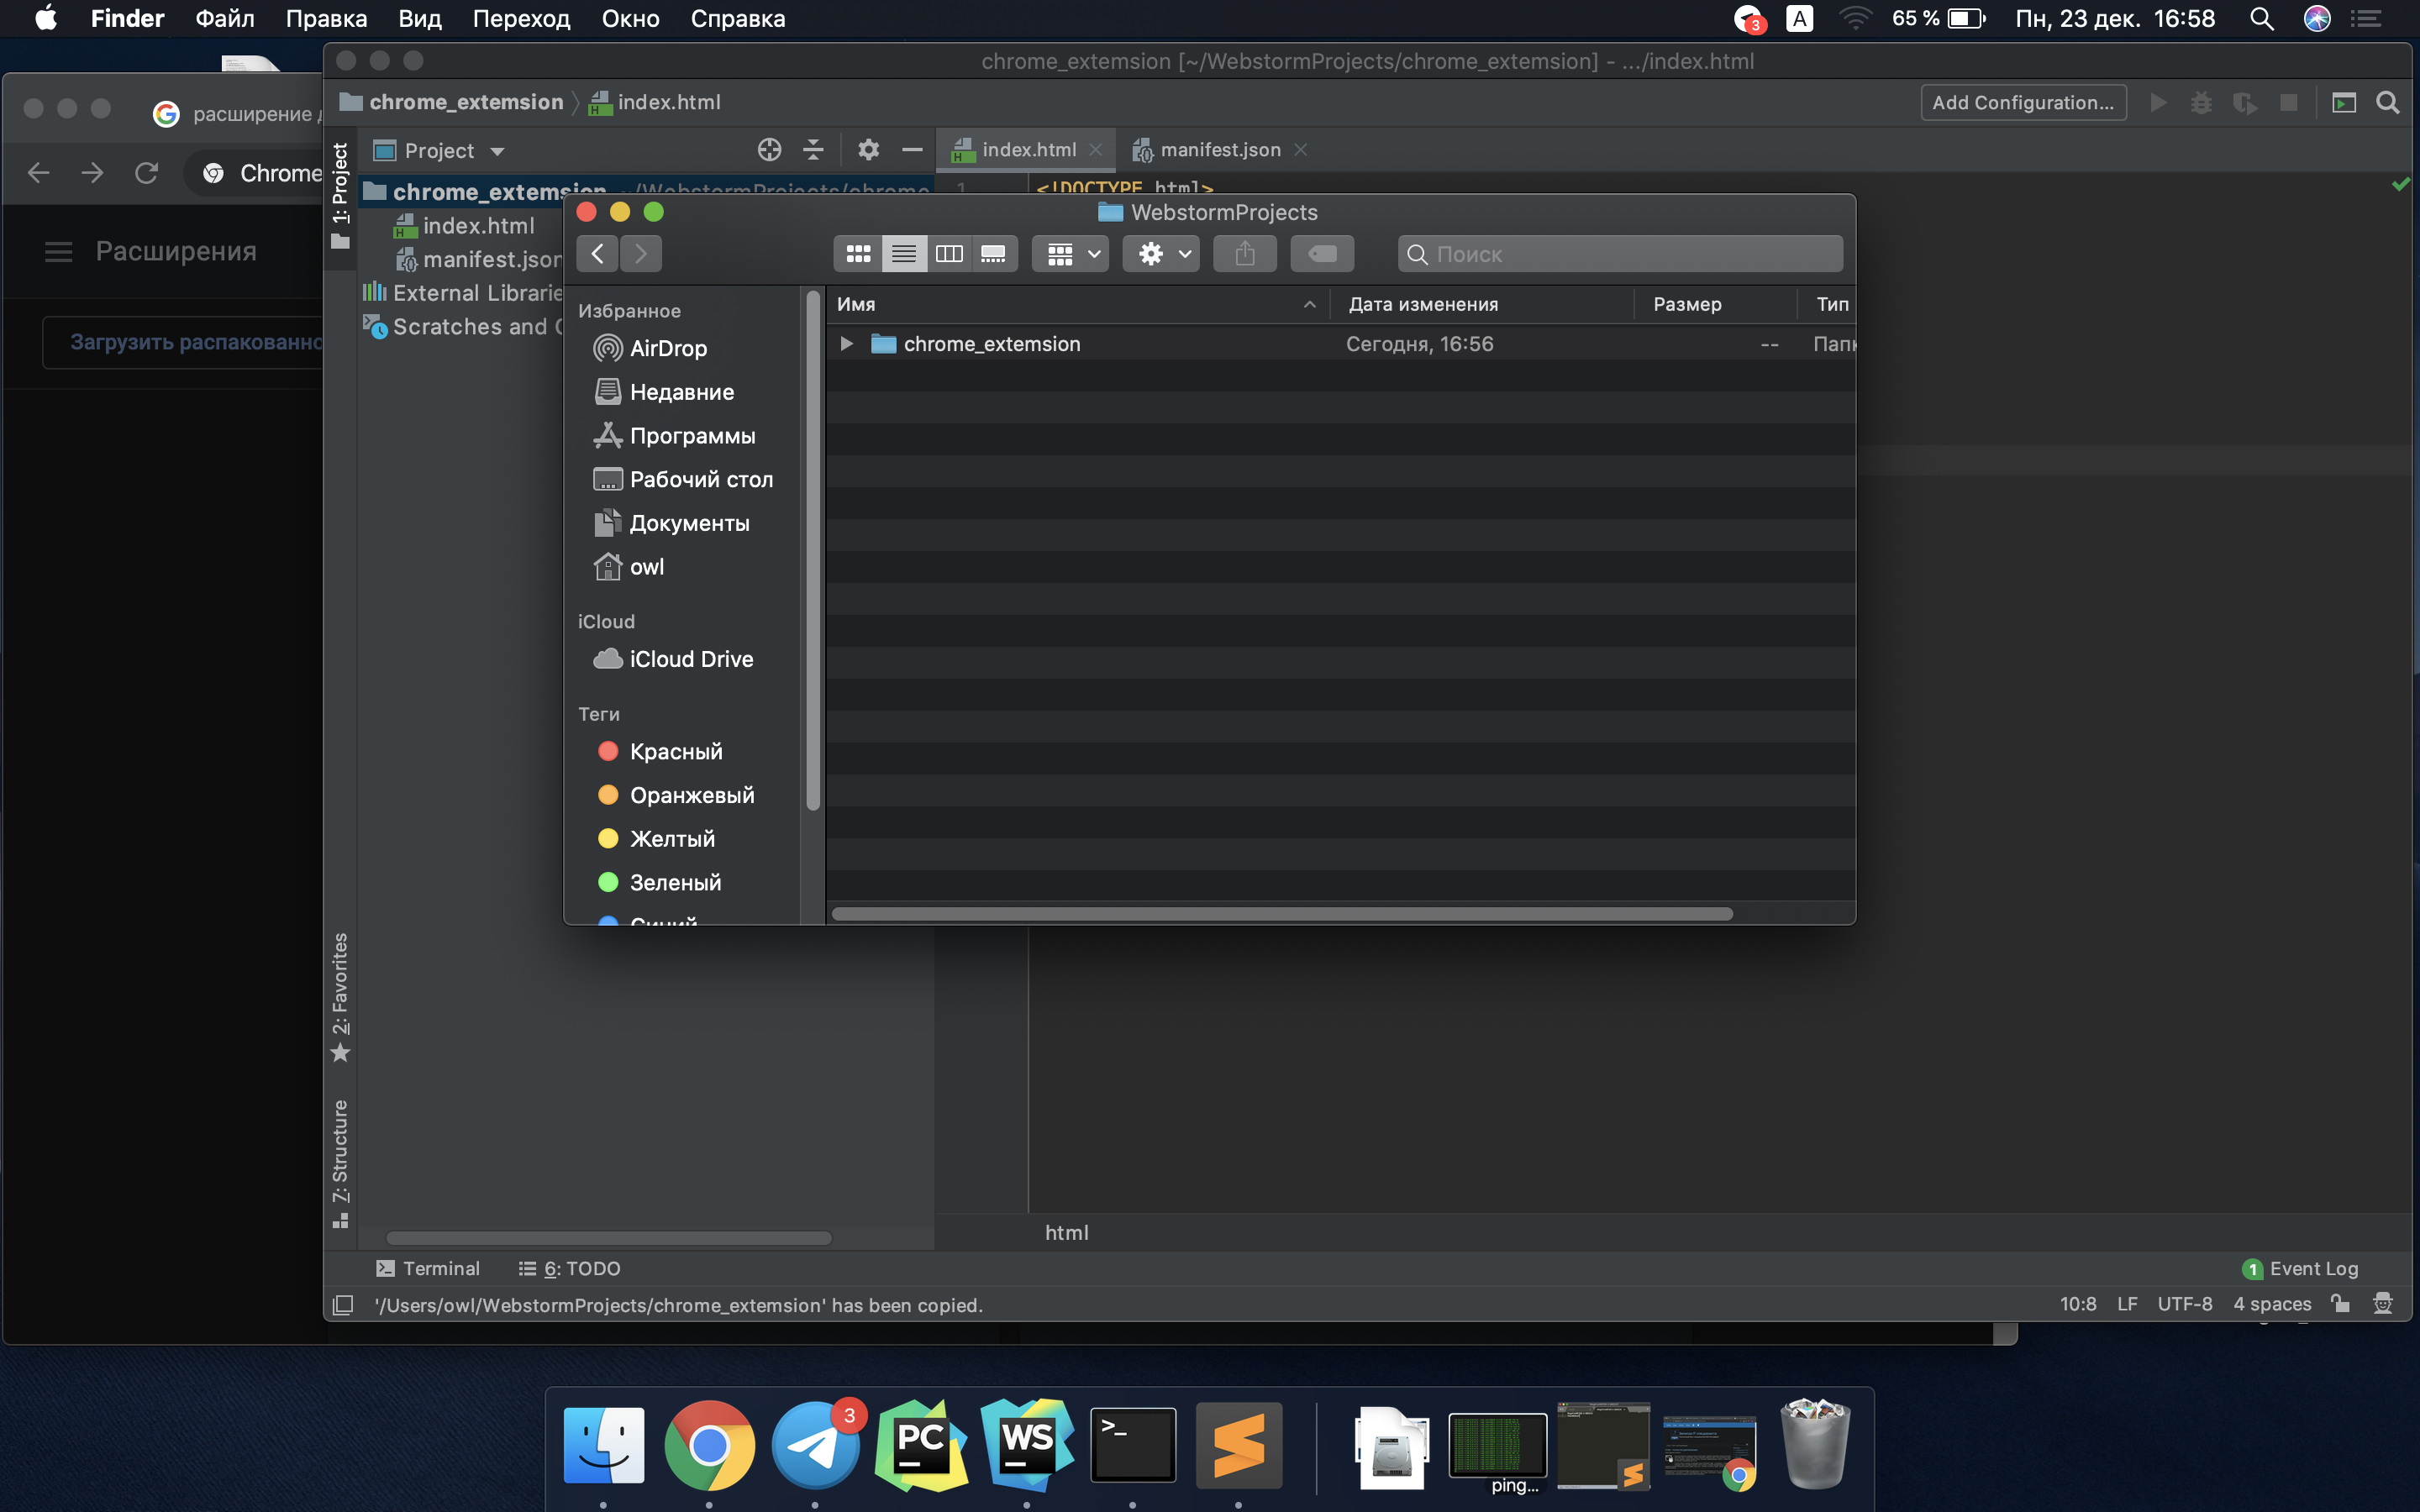 Finder Файл Правка Вид Переход Окно Справка
3 A 65 % Пн, 23 дек. 16:58
chrome_extemsion [~/WebstormProjects/chrome_extemsion] - .../index.html
расширение
chrome_extemsion index.html
Add Configuration...
Chrome
1: Project
Project
index.html manifest.json
chrome_extemsion ~/WebstormProjects/chrome
1 <!DOCTYPE html>
index.html
manifest.json
External
Scratches and
Расширения
Загрузить
WebstormProjects
Поиск
Избранное
AirDrop
Недавние
Программы
Рабочий стол
Документы
owl
iCloud
iCloud Drive
Теги
Красный
Оранжевый
Желтый
Зеленый
Синий
Имя Дата изменения Размер Тип
chrome_extemsion Сегодня, 16:56 --
2: Favorites
7: Structure
html
Terminal 6: TODO
1 Event Log
'/Users/owl/WebstormProjects/chrome_extemsion' has been copied.
10:8 LF UTF-8 4 spaces
3
PC
WS
>_
ping...